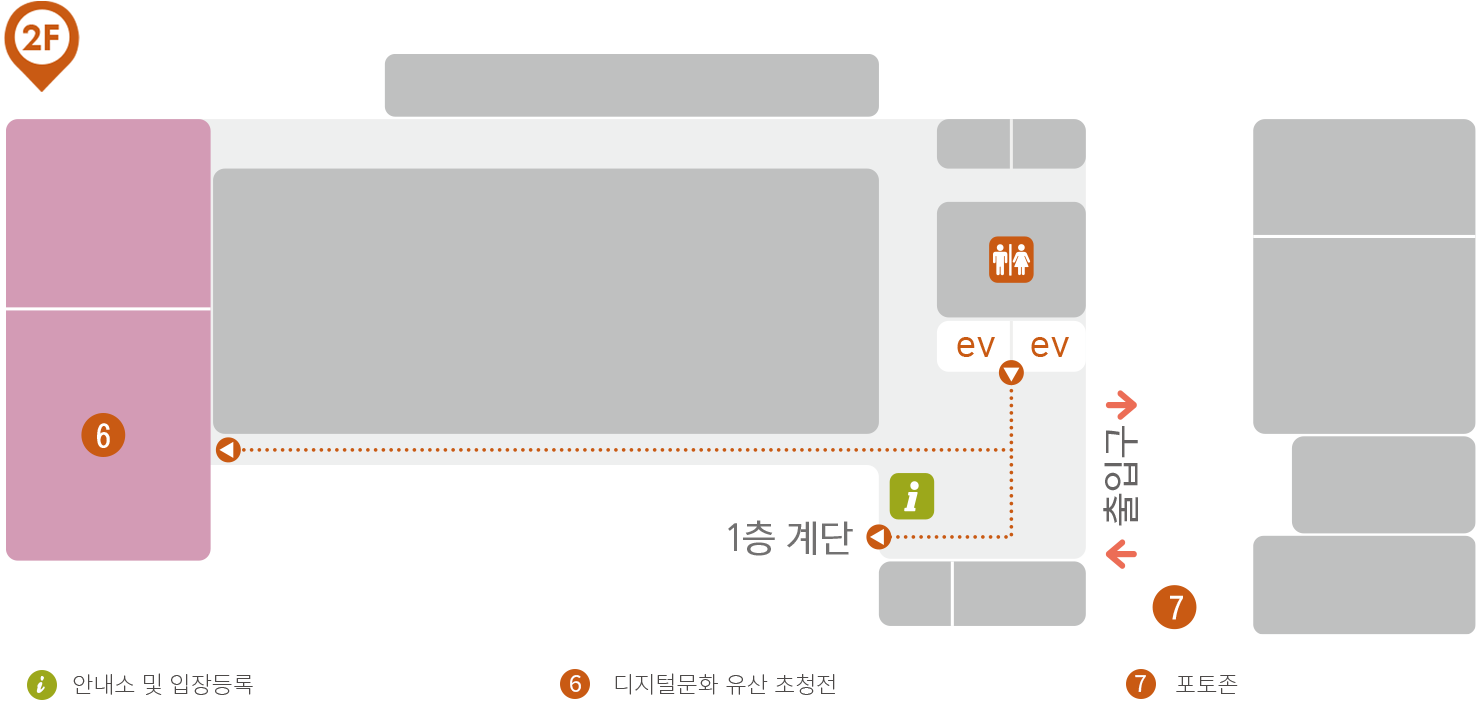 2F
ev ev
6
출입구
i
1층 계단
7
i 안내소 및 입장등록
6 디지털문화 유산 초청전
7 포토존